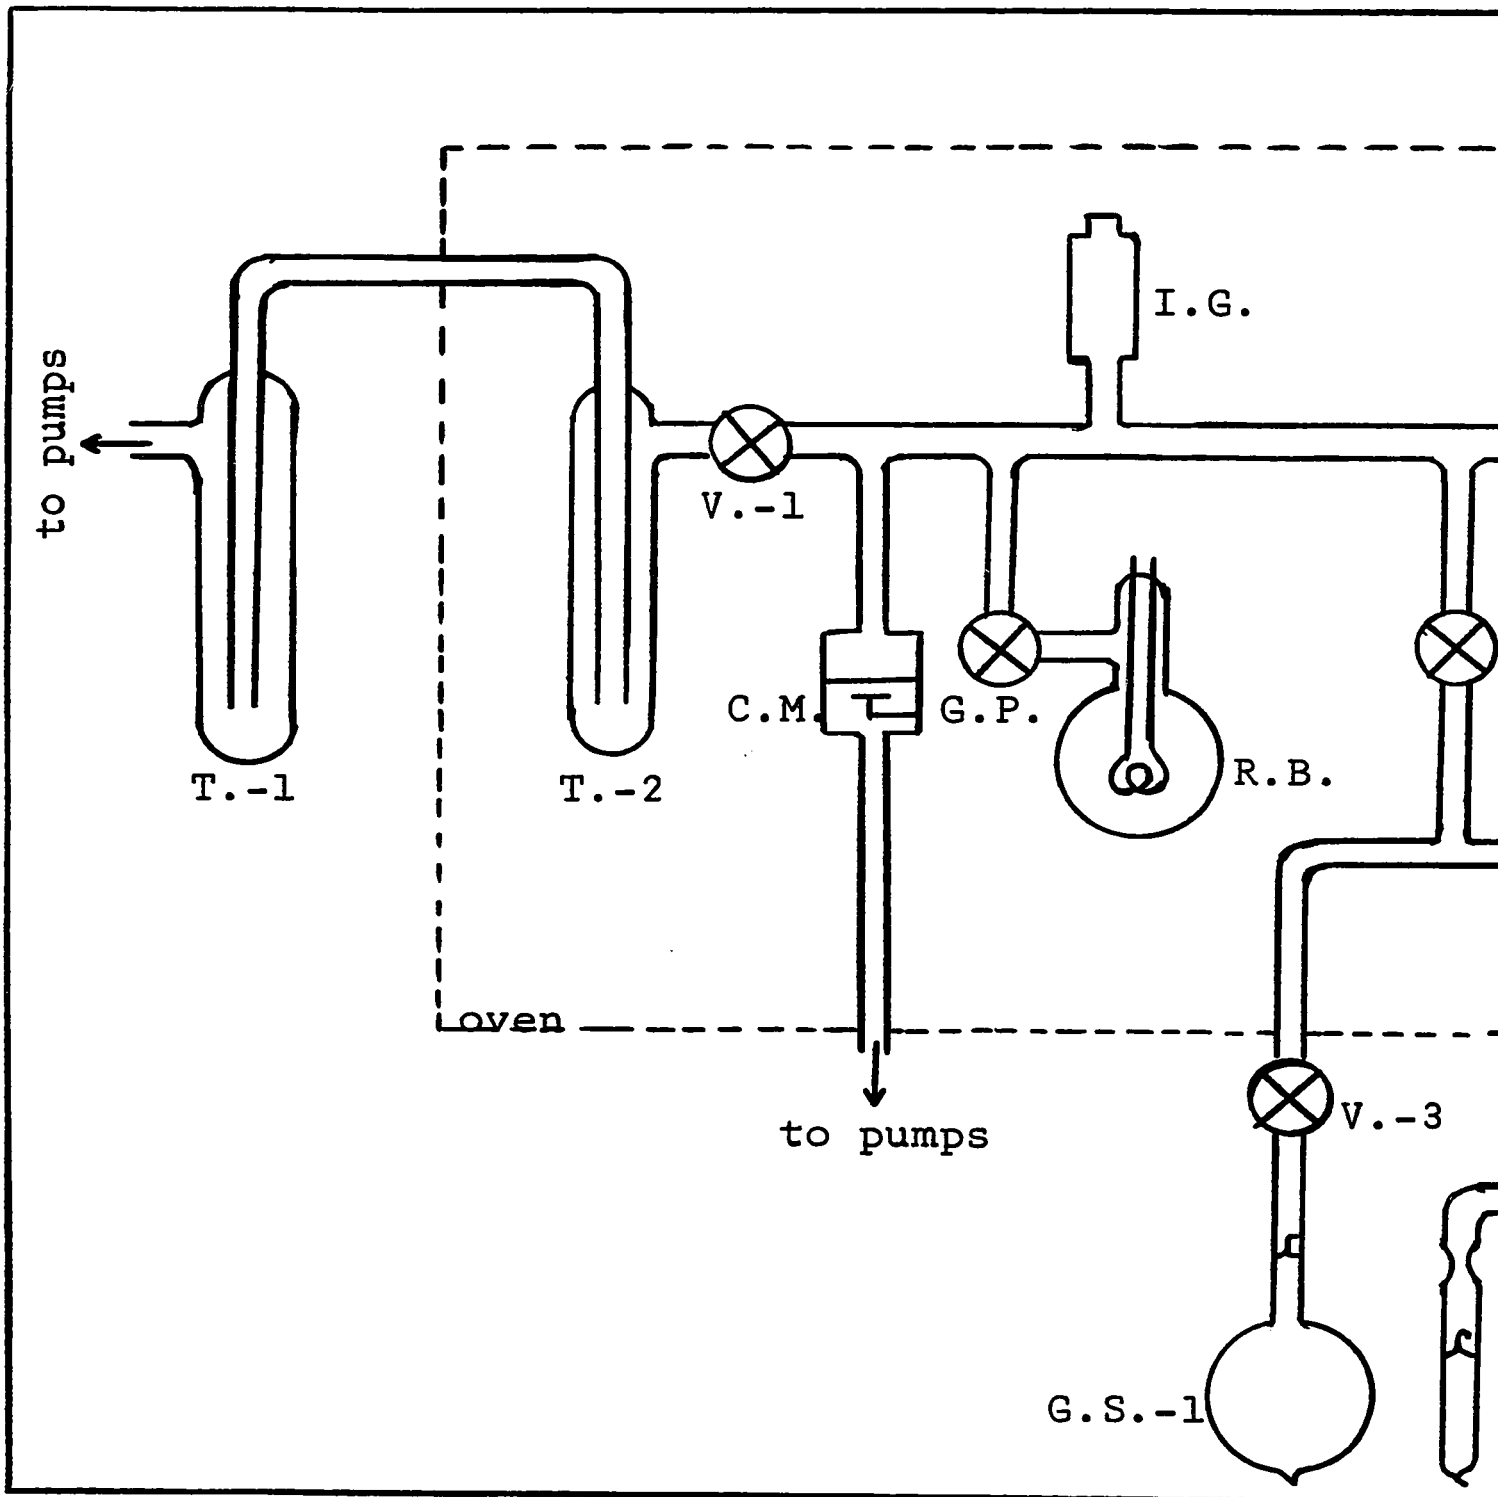 I.G.
to pumps
V.-1
C.M.
G.P.
R.B.
T.-1
T.-2
oven
V.-3
to pumps
G.S.-1